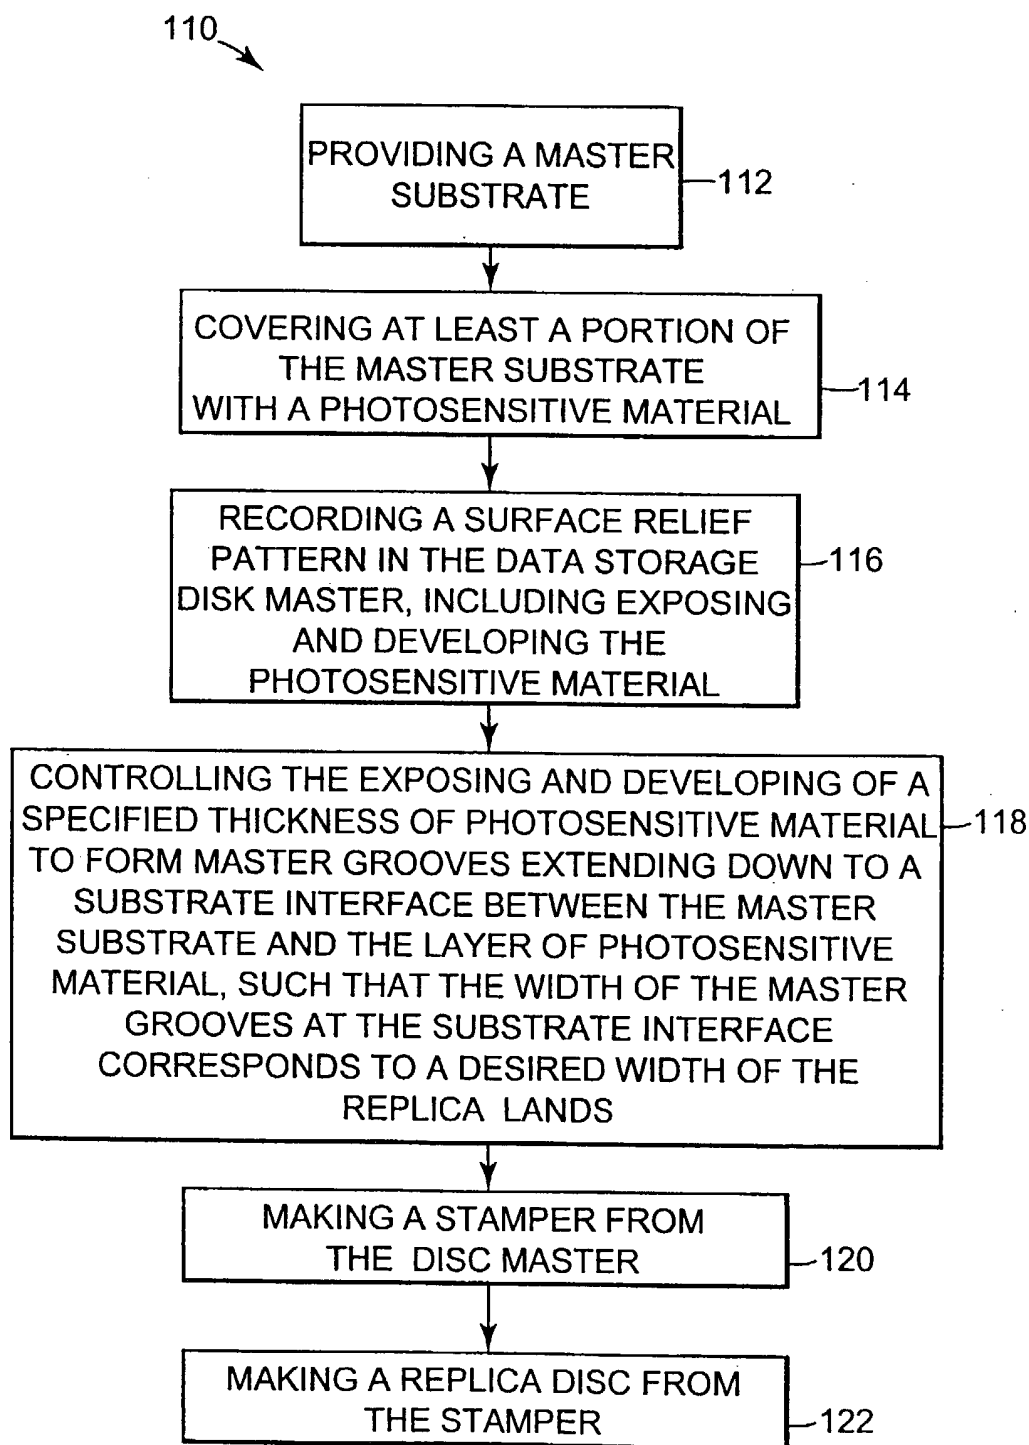 110
PROVIDING A MASTER
SUBSTRATE
112
COVERING AT LEAST A PORTION OF
THE MASTER SUBSTRATE
WITH A PHOTOSENSITIVE MATERIAL
114
RECORDING A SURFACE RELIEF
PATTERN IN THE DATA STORAGE
DISK MASTER, INCLUDING EXPOSING
AND DEVELOPING THE
PHOTOSENSITIVE MATERIAL
116
CONTROLLING THE EXPOSING AND DEVELOPING OF A
SPECIFIED THICKNESS OF PHOTOSENSITIVE MATERIAL
TO FORM MASTER GROOVES EXTENDING DOWN TO A
SUBSTRATE INTERFACE BETWEEN THE MASTER
SUBSTRATE AND THE LAYER OF PHOTOSENSITIVE
MATERIAL, SUCH THAT THE WIDTH OF THE MASTER
GROOVES AT THE SUBSTRATE INTERFACE
CORRESPONDS TO A DESIRED WIDTH OF THE
REPLICA LANDS
118
MAKING A STAMPER FROM
THE DISC MASTER
120
MAKING A REPLICA DISC FROM
THE STAMPER
122